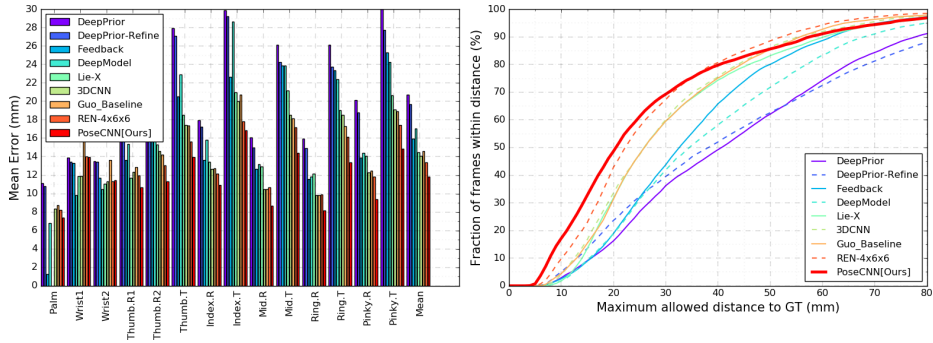 30
28
26
24
22
20
18
16
14
12
10
8
6
4
2
0
Mean Error (mm)
DeepPrior
DeepPrior-Refine
Feedback
DeepModel
Lie-X
3DCNN
Guo_Baseline
REN-4x6x6
PoseCNN[Ours]
Palm
Wrist1
Wrist2
Thumb.R1
Thumb.R2
Thumb.T
Index.R
Index.T
Mid.R
Mid.T
Ring.R
Ring.T
Pinky.R
Pinky.T
Mean
100
90
80
70
60
50
40
30
20
10
0
Fraction of frames within distance (%)
DeepPrior
DeepPrior-Refine
Feedback
DeepModel
Lie-X
3DCNN
Guo_Baseline
REN-4x6x6
PoseCNN[Ours]
0 10 20 30 40 50 60 70 80
Maximum allowed distance to GT (mm)